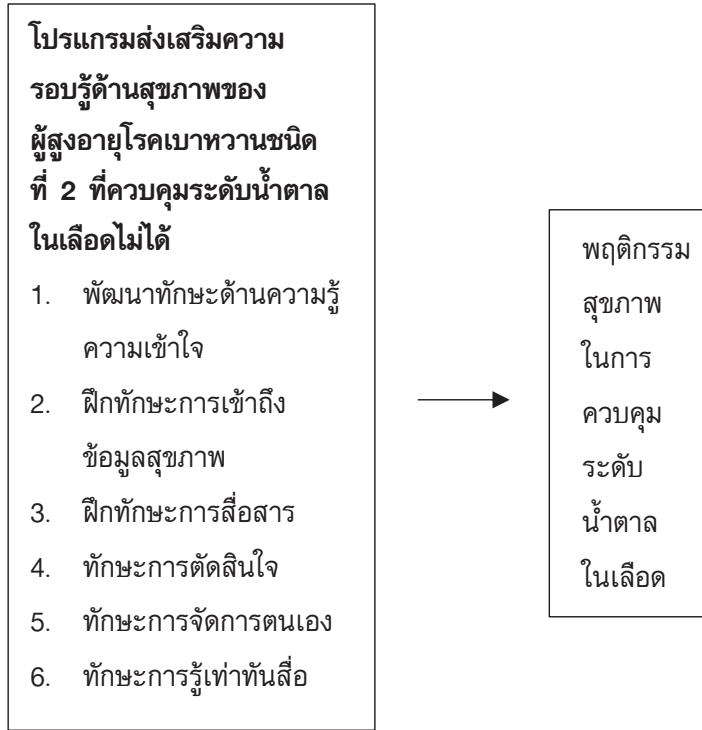 โปรแกรมส่งเสริมความ
รอบรู้ด้านสุขภาพของ
ผู้สูงอายุโรคเบาหวานชนิด
ที่ 2 ที่ควบคุมระดับน้ำตาล
ในเลือดไม่ได้
1. พัฒนาทักษะด้านความรู้
ความเข้าใจ
2. ฝึกทักษะการเข้าถึง
ข้อมูลสุขภาพ
3. ฝึกทักษะการสื่อสาร
4. ทักษะการตัดสินใจ
5. ทักษะการจัดการตนเอง
6. ทักษะการรู้เท่าทันสื่อ
พฤติกรรม
สุขภาพ
ในการ
ควบคุม
ระดับ
น้ำตาล
ในเลือด